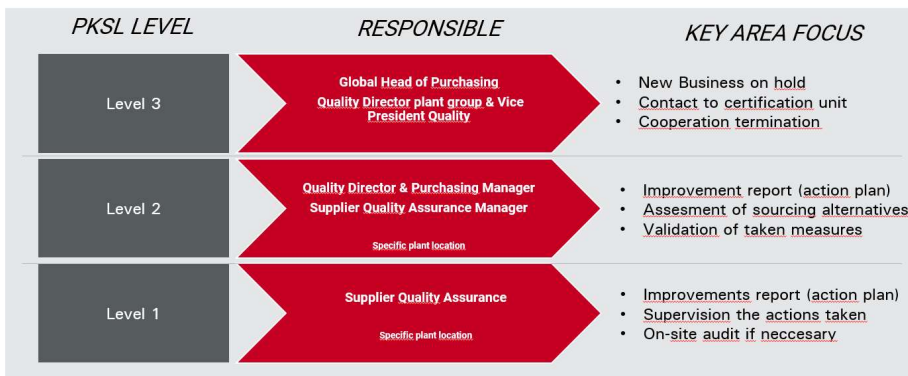 PKSL LEVEL
RESPONSIBLE
KEY AREA FOCUS
Level 3
Global Head of Purchasing
Quality Director plant group & Vice
President Quality
• New Business on hold
• Contact to certification unit
• Cooperation termination
Level 2
Quality Director & Purchasing Manager
Supplier Quality Assurance Manager
Specific plant location
• Improvement report (action plan)
• Assesment of sourcing alternatives
• Validation of taken measures
Level 1
Supplier Quality Assurance
Specific plant location
• Improvements report (action plan)
• Supervision the actions taken
• On-site audit if neccesary